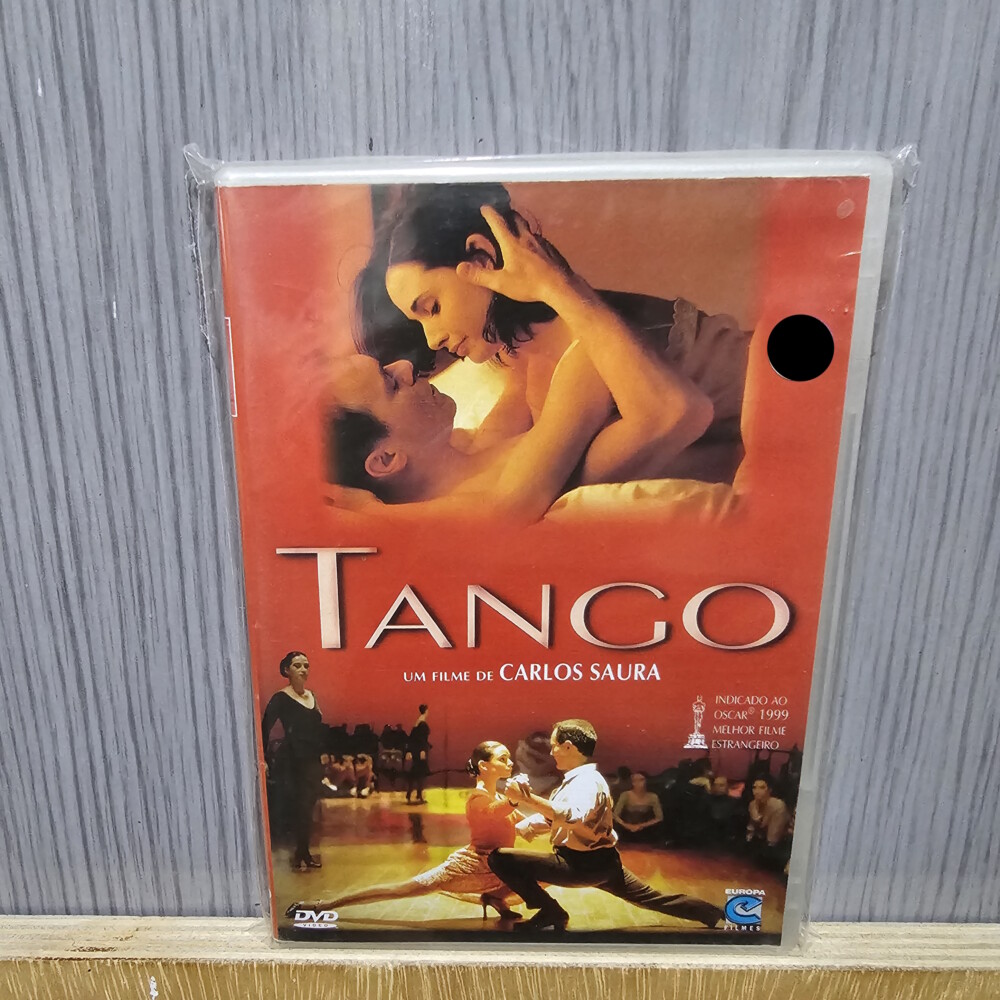 TANGO
UM FILME DE CARLOS SAURA
INDICADO AO
OSCAR® 1999
MELHOR FILME
ESTRANGEIRO
DVD
VIDEO
EUROPA
FILMES